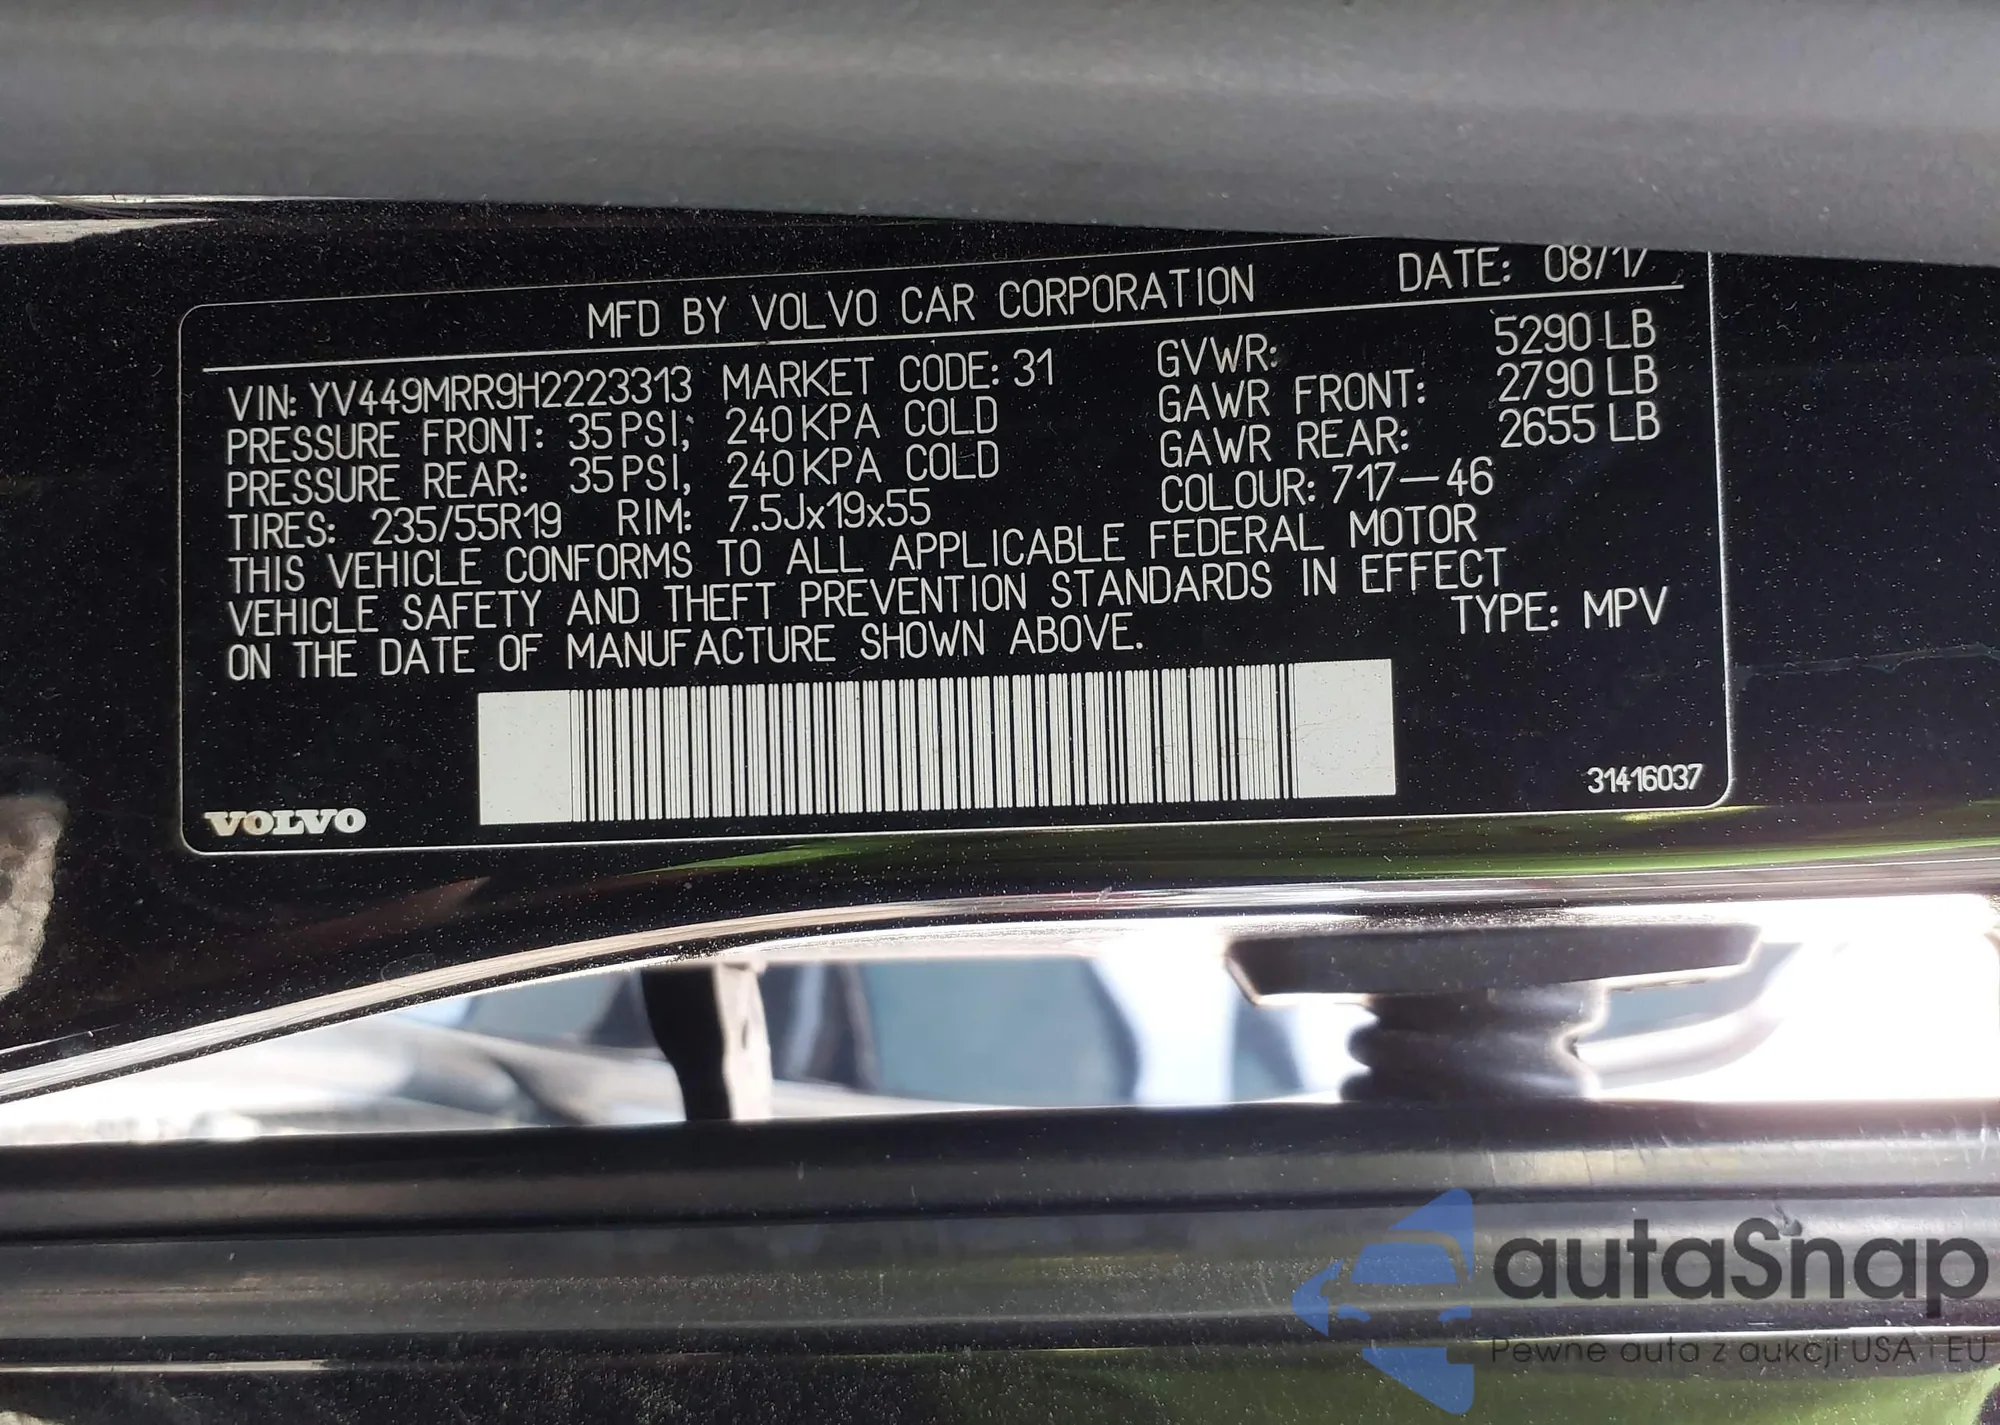 MFD BY VOLVO CAR CORPORATION DATE: 08/17
VIN: YV449MRR9H2223313 MARKET CODE: 31 GVWR: 5290 LB
PRESSURE FRONT: 35 PSI, 240 KPA COLD GAWR FRONT: 2790 LB
PRESSURE REAR: 35 PSI, 240 KPA COLD GAWR REAR: 2655 LB
TIRES: 235/55R19 RIM: 7.5Jx19x55 COLOUR: 717-46
THIS VEHICLE CONFORMS TO ALL APPLICABLE FEDERAL MOTOR
VEHICLE SAFETY AND THEFT PREVENTION STANDARDS IN EFFECT
ON THE DATE OF MANUFACTURE SHOWN ABOVE. TYPE: MPV
31416037
VOLVO
autaSnap
Pewne auta z aukcji USA i EU